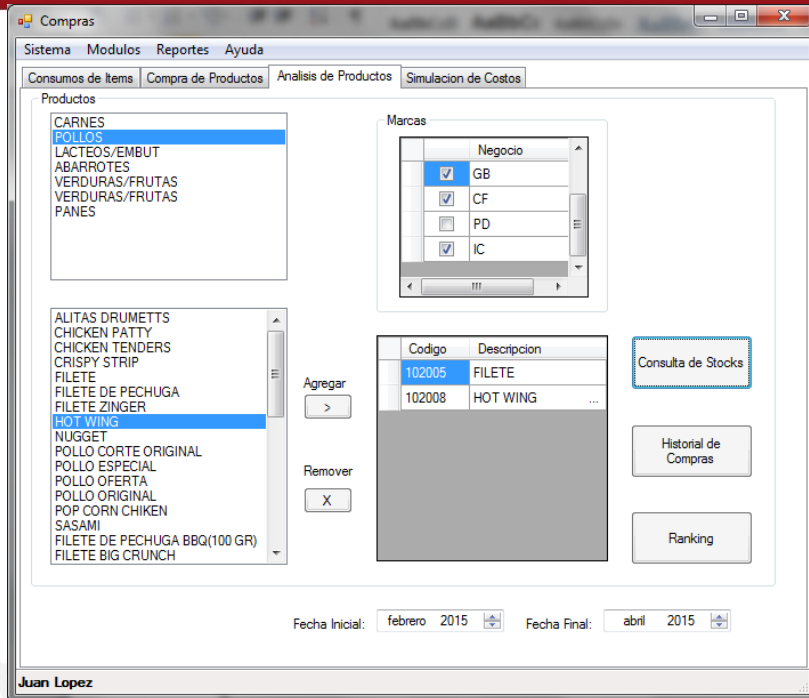 Compras
Sistema Modulos Reportes Ayuda
Consumos de Items Compra de Productos Analisis de Productos Simulacion de Costos
Productos
CARNES
POLLOS
LACTEOS/EMBUT
ABARROTES
VERDURAS/FRUTAS
VERDURAS/FRUTAS
PANES
Marcas
Negocio
GB
CF
PD
IC
ALITAS DRUMETTS
CHICKEN PATTY
CHICKEN TENDERS
CRISPY STRIP
FILETE
FILETE DE PECHUGA
FILETE ZINGER
HOT WING
NUGGET
POLLO CORTE ORIGINAL
POLLO ESPECIAL
POLLO OFERTA
POLLO ORIGINAL
POP CORN CHIKEN
SASAMI
FILETE DE PECHUGA BBQ(100 GR)
FILETE BIG CRUNCH
Agregar
>
Remover
X
Codigo Descripcion
102005 FILETE
102008 HOT WING ...
Consulta de Stocks
Historial de
Compras
Ranking
Fecha Inicial: febrero 2015 Fecha Final: abril 2015
Juan Lopez